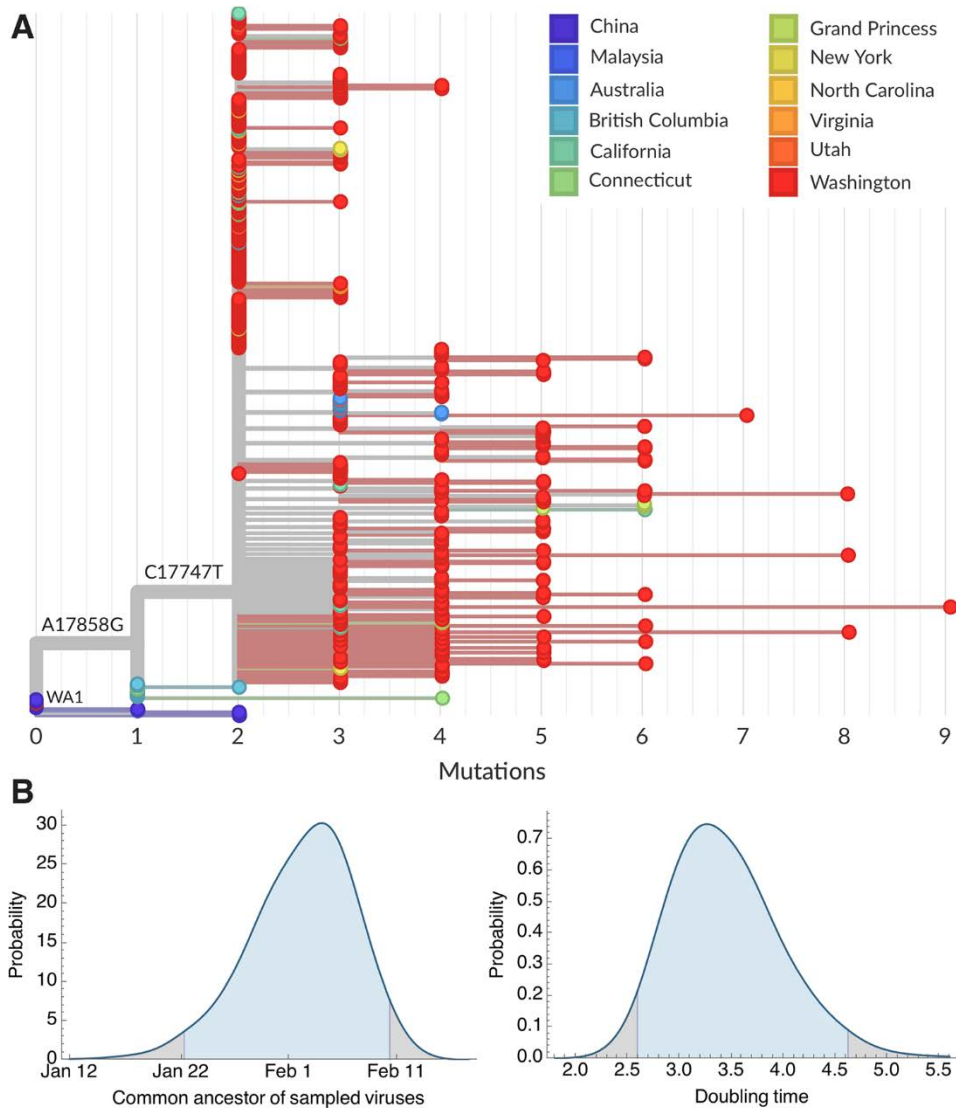 A
China
Malaysia
Australia
British Columbia
California
Connecticut
Grand Princess
New York
North Carolina
Virginia
Utah
Washington
C17747T
A17858G
WA1
0 1 2 3 4 5 6 7 8 9
Mutations
B
30
25
20
15
10
5
0
Probability
Jan 12 Jan 22 Feb 1 Feb 11
Common ancestor of sampled viruses
0.7
0.6
0.5
0.4
0.3
0.2
0.1
0.0
Probability
2.0 2.5 3.0 3.5 4.0 4.5 5.0 5.5
Doubling time